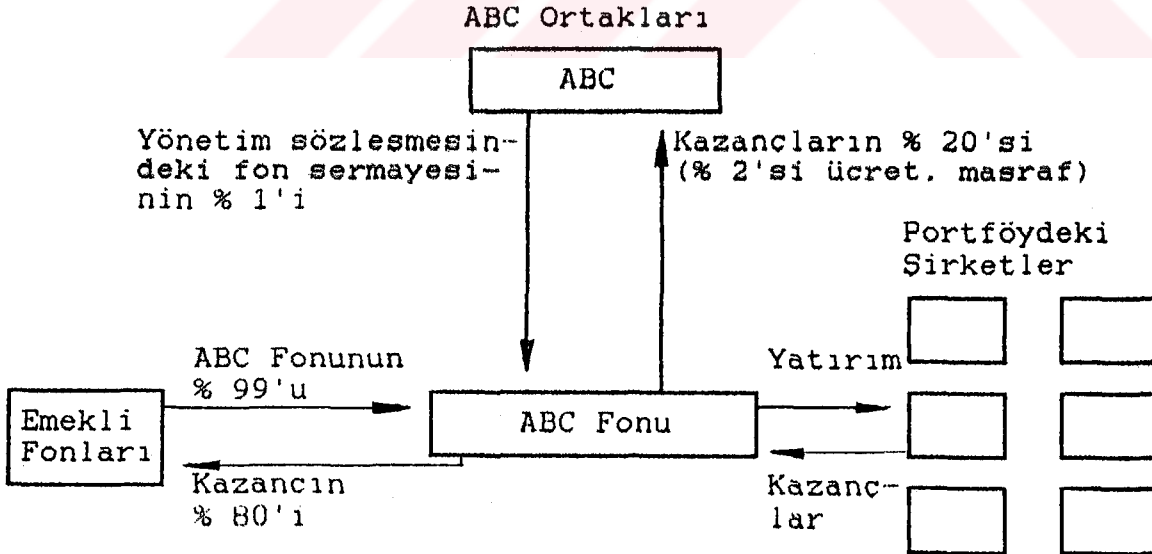 ABC Ortakları
ABC
Yönetim sözleşmesin-
deki fon sermayesi-
nin % 1'i
Kazançların % 20'si
(% 2'si ücret. masraf)
Portföydeki
Şirketler
ABC Fonunun
% 99'u
Yatırım
Emekli
Fonları
ABC Fonu
Kazancın
% 80'i
Kazanç-
lar